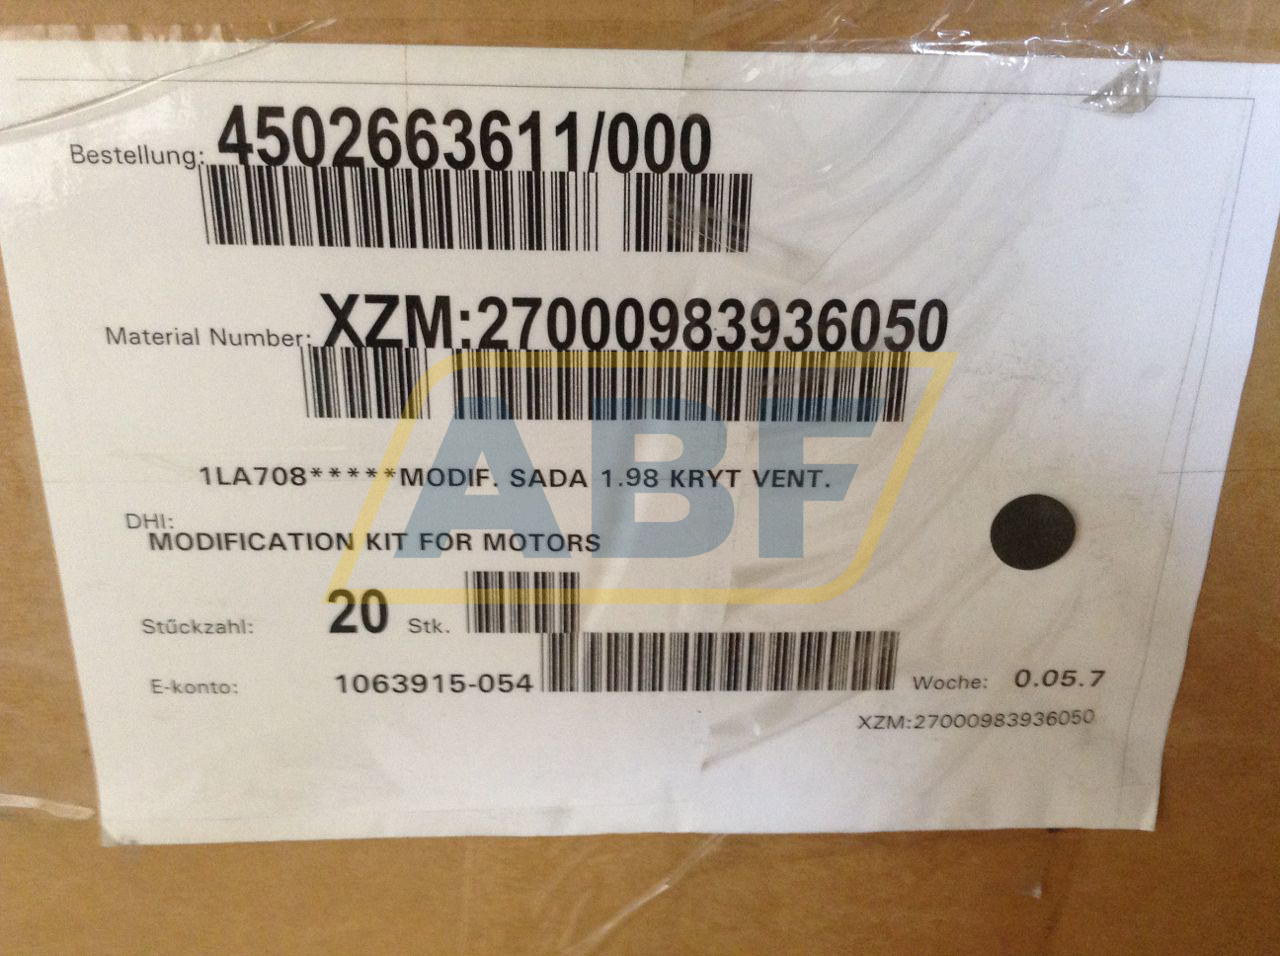 Bestellung: 4502663611/000
Material Number: XZM:27000983936050
1LA708*****MODIF. SADA 1.98 KRYT VENT.
DHI:
MODIFICATION KIT FOR MOTORS
Stűckzahl: 20 Stk.
E-konto: 1063915-054 Woche: 0.05.7
XZM:27000983936050
ABF